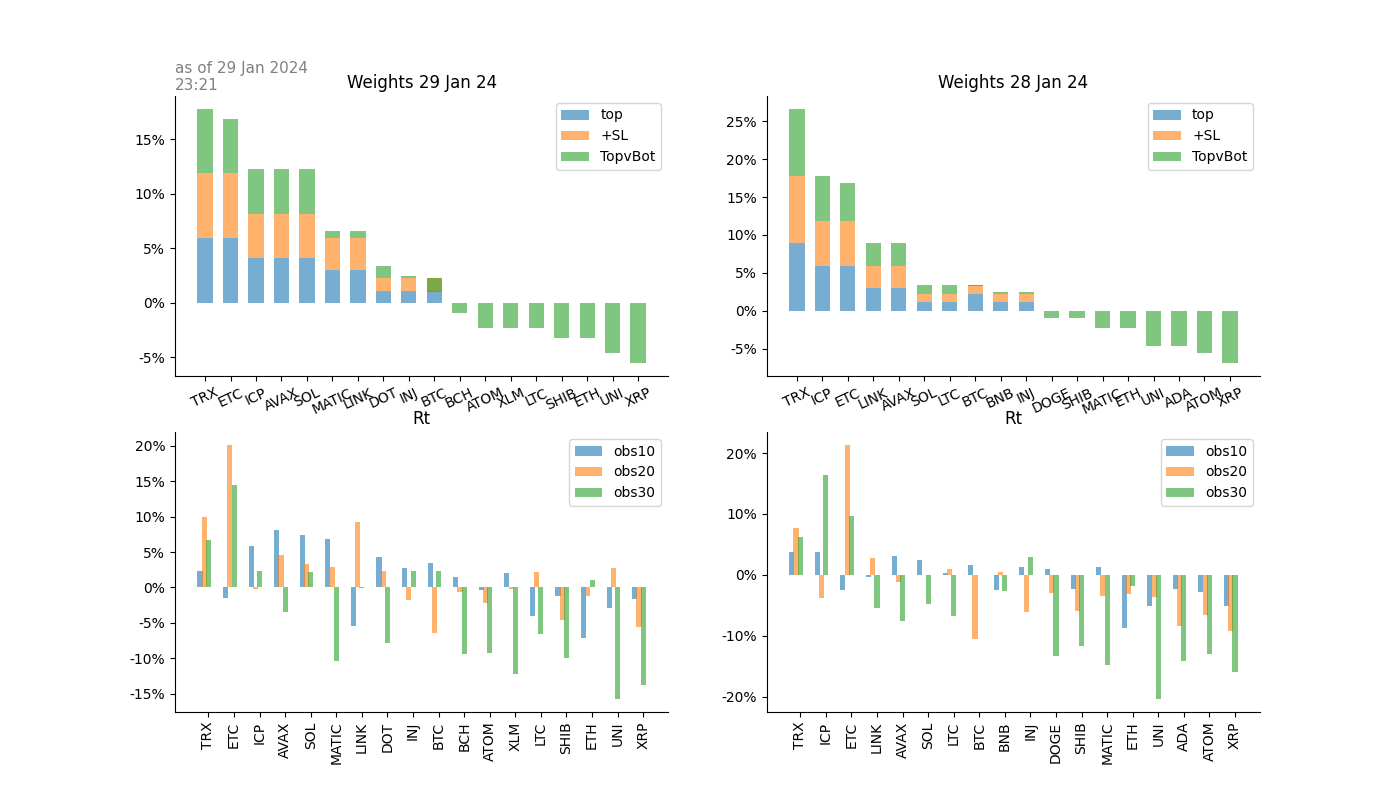 as of 29 Jan 2024
23:21
Weights 29 Jan 24
15%
10%
5%
0%
-5%
top
+SL
TopvBot
TRX ETC ICP AVAX SOL MATIC LINK DOT INJ BTC BCH ATOM XLM LTC SHIB ETH UNI XRP
Weights 28 Jan 24
25%
20%
15%
10%
5%
0%
-5%
top
+SL
TopvBot
TRX ICP ETC LINK AVAX SOL LTC BTC BNB INJ DOGE SHIB MATIC ETH UNI ADA ATOM XRP
Rt
20%
15%
10%
5%
0%
-5%
-10%
-15%
obs10
obs20
obs30
TRX ETC ICP AVAX SOL MATIC LINK DOT INJ BTC BCH ATOM XLM LTC SHIB ETH UNI XRP
Rt
20%
10%
0%
-10%
-20%
obs10
obs20
obs30
TRX ICP ETC LINK AVAX SOL LTC BTC BNB INJ DOGE SHIB MATIC ETH UNI ADA ATOM XRP